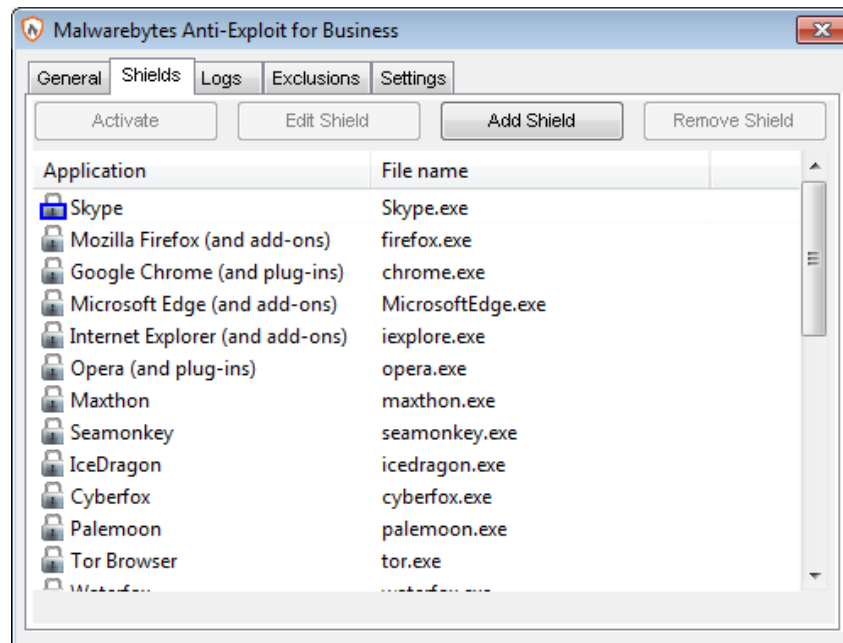 Malwarebytes Anti-Exploit for Business
General Shields Logs Exclusions Settings
Activate Edit Shield Add Shield Remove Shield
Application File name
Skype Skype.exe
Mozilla Firefox (and add-ons) firefox.exe
Google Chrome (and plug-ins) chrome.exe
Microsoft Edge (and add-ons) MicrosoftEdge.exe
Internet Explorer (and add-ons) iexplore.exe
Opera (and plug-ins) opera.exe
Maxthon maxthon.exe
Seamonkey seamonkey.exe
IceDragon icedragon.exe
Cyberfox cyberfox.exe
Palemoon palemoon.exe
Tor Browser tor.exe